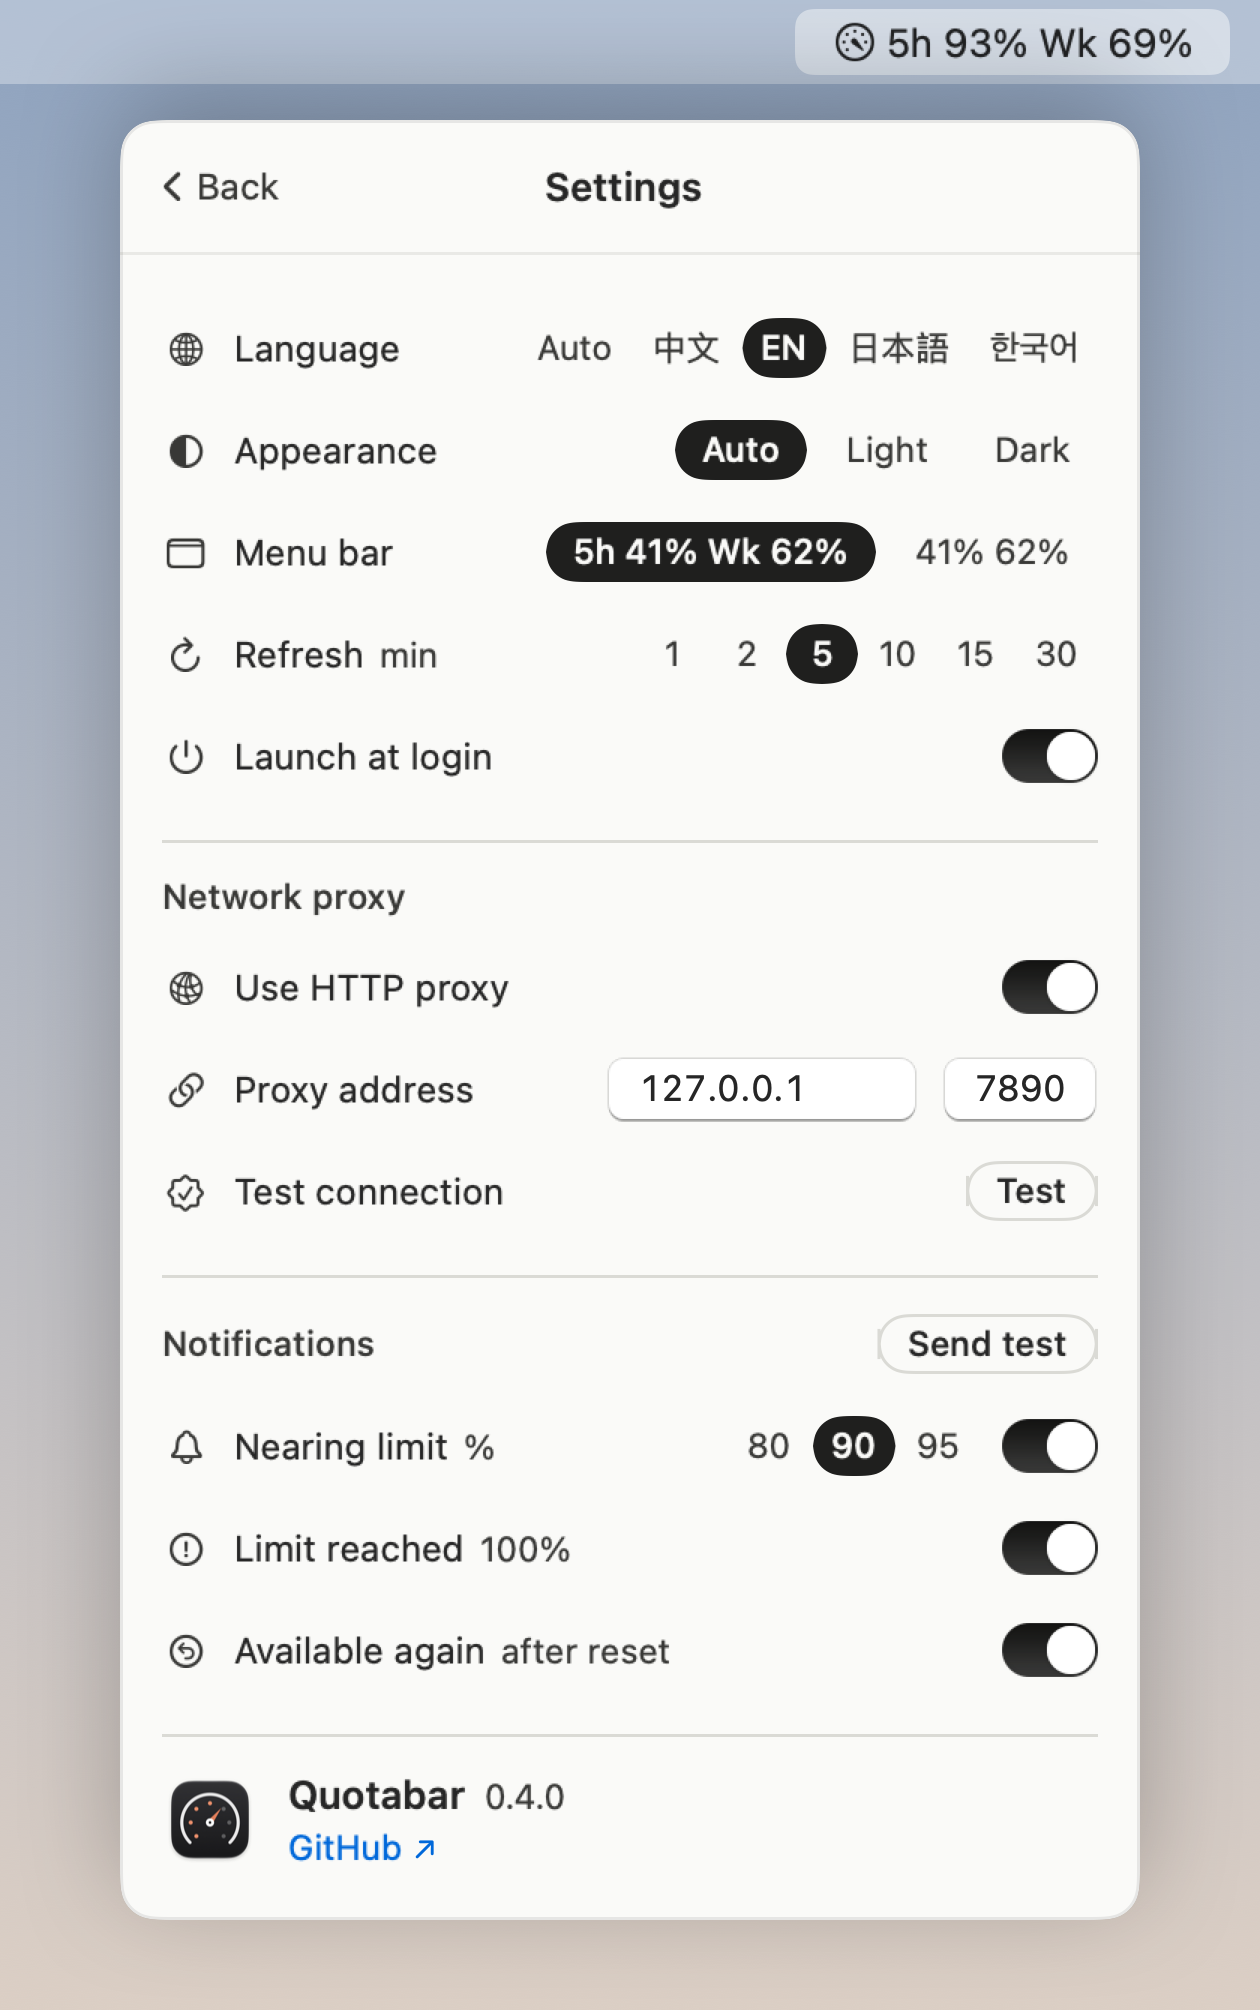 5h 93% Wk 69%
Back
Settings
Language Auto 中文 EN 日本語 한국어
Appearance Auto Light Dark
Menu bar 5h 41% Wk 62% 41% 62%
Refresh min 1 2 5 10 15 30
Launch at login
Network proxy
Use HTTP proxy
Proxy address 127.0.0.1 7890
Test connection Test
Notifications Send test
Nearing limit % 80 90 95
Limit reached 100%
Available again after reset
Quotabar 0.4.0
GitHub ↗